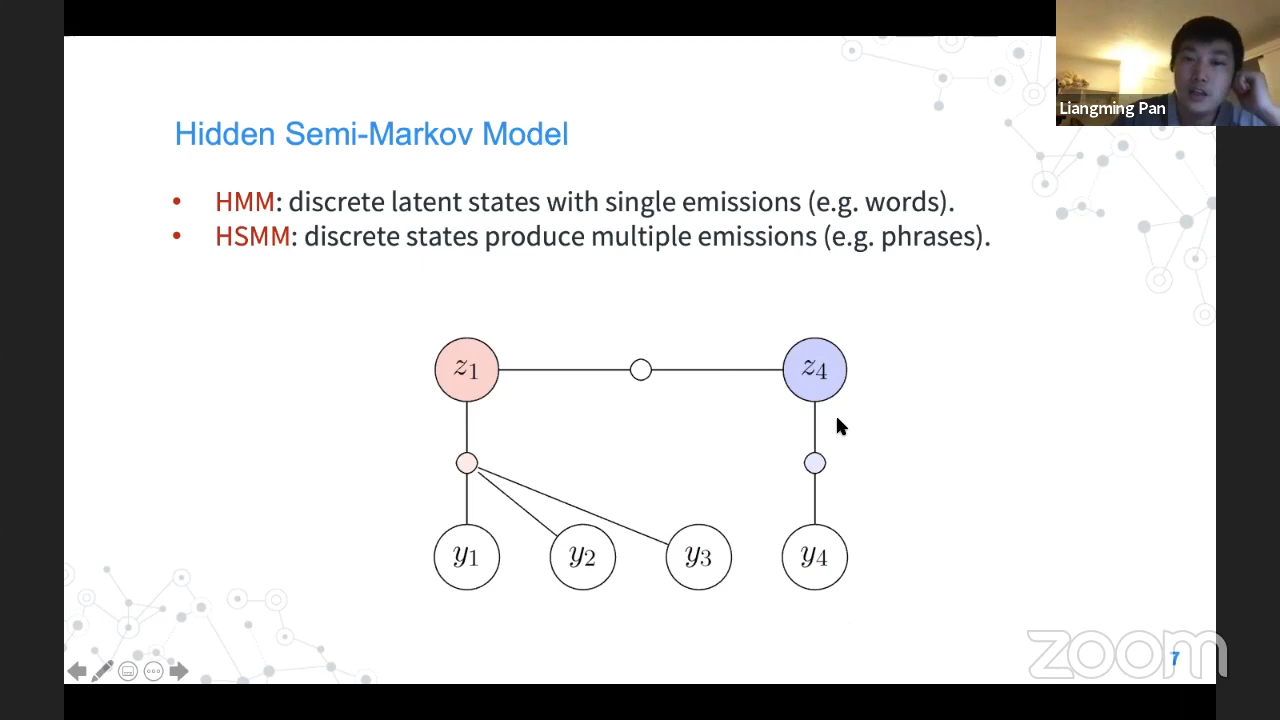 Liangming Pan
Hidden Semi-Markov Model
• HMM: discrete latent states with single emissions (e.g. words).
• HSMM: discrete states produce multiple emissions (e.g. phrases).
z1 z4
y1 y2 y3 y4
zoom
7